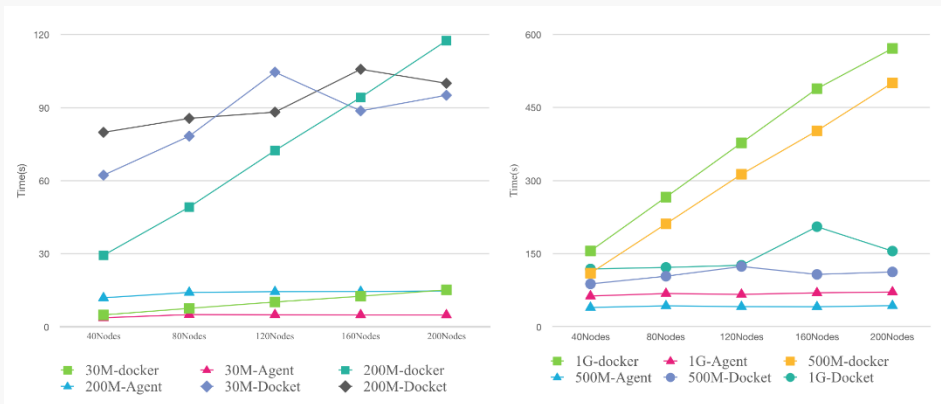 120
90
60
30
0
Time(s)
40Nodes 80Nodes 120Nodes 160Nodes 200Nodes
30M-docker 30M-Agent 200M-docker
200M-Agent 30M-Docket 200M-Docket
600
450
300
150
0
Time(s)
40Nodes 80Nodes 120Nodes 160Nodes 200Nodes
1G-docker 1G-Agent 500M-docker
500M-Agent 500M-Docket 1G-Docket